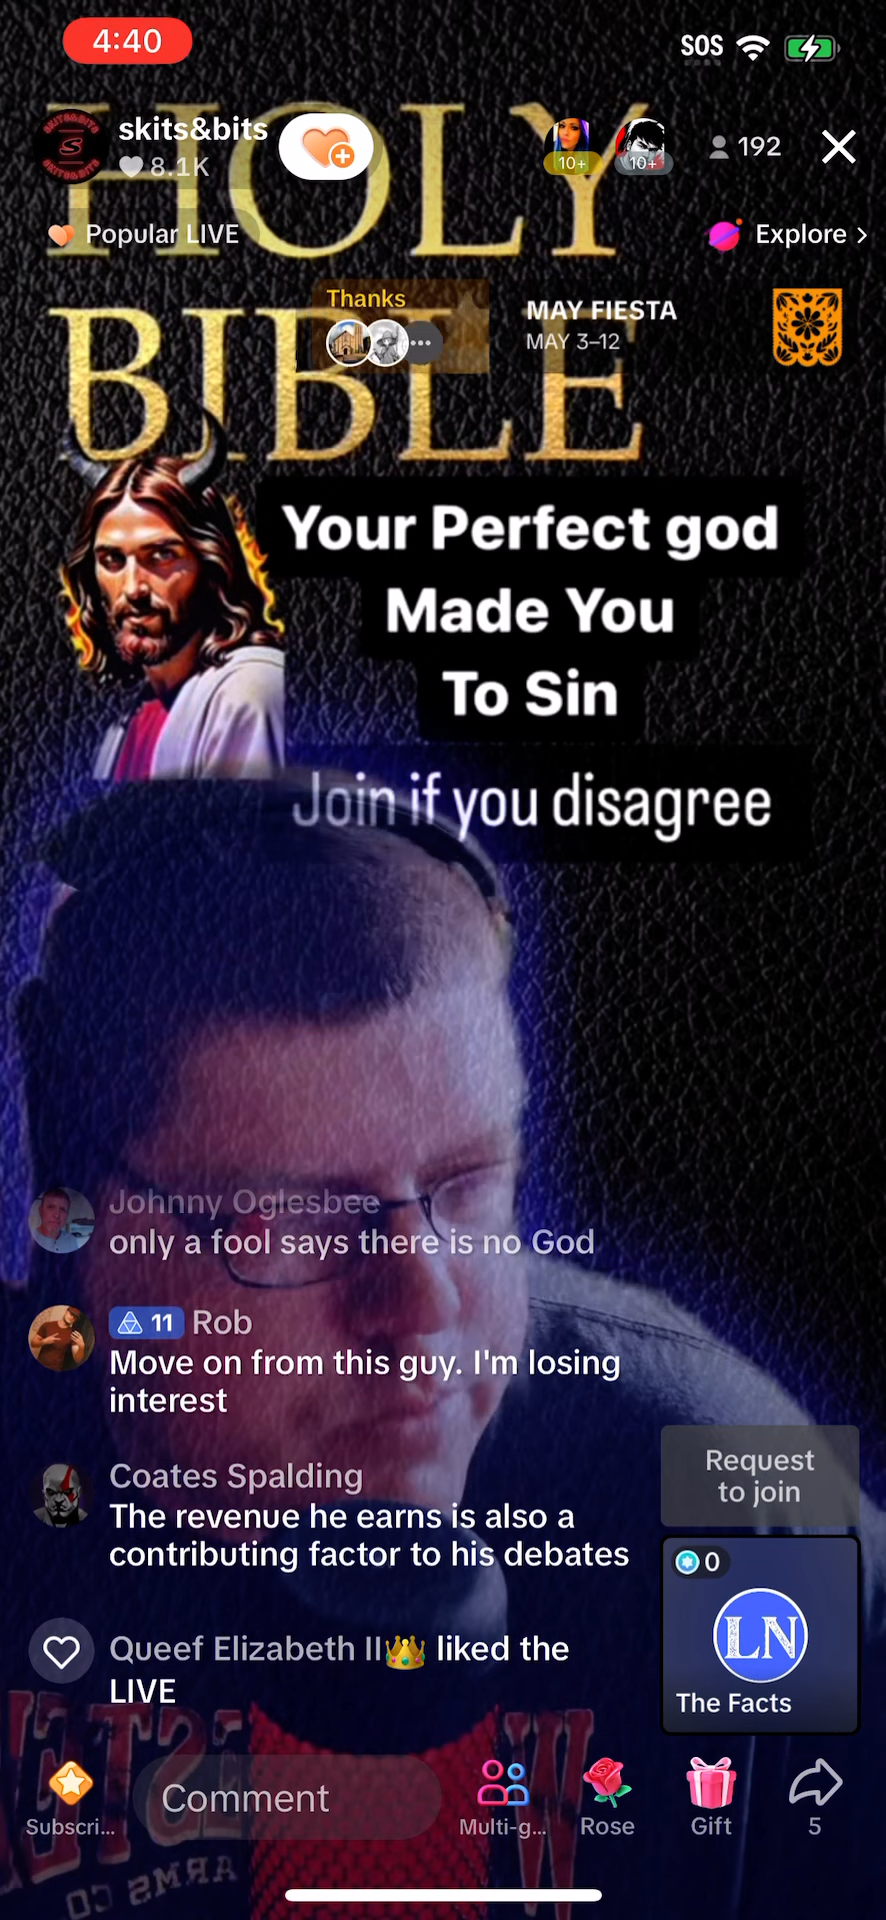 4:40
SOS
HOLY
BIBLE
skits&bits
8.1K
10+
10+
192
Popular LIVE
Explore >
Thanks
MAY FIESTA
MAY 3–12
Your Perfect god
Made You
To Sin
Join if you disagree
Johnny Oglesbee
only a fool says there is no God
11 Rob
Move on from this guy. I'm losing
interest
Coates Spalding
The revenue he earns is also a
contributing factor to his debates
Queef Elizabeth II👑 liked the
LIVE
Request
to join
0
LN
The Facts
Subscri...
Comment
Multi-g...
Rose
Gift
5
ARMS CO